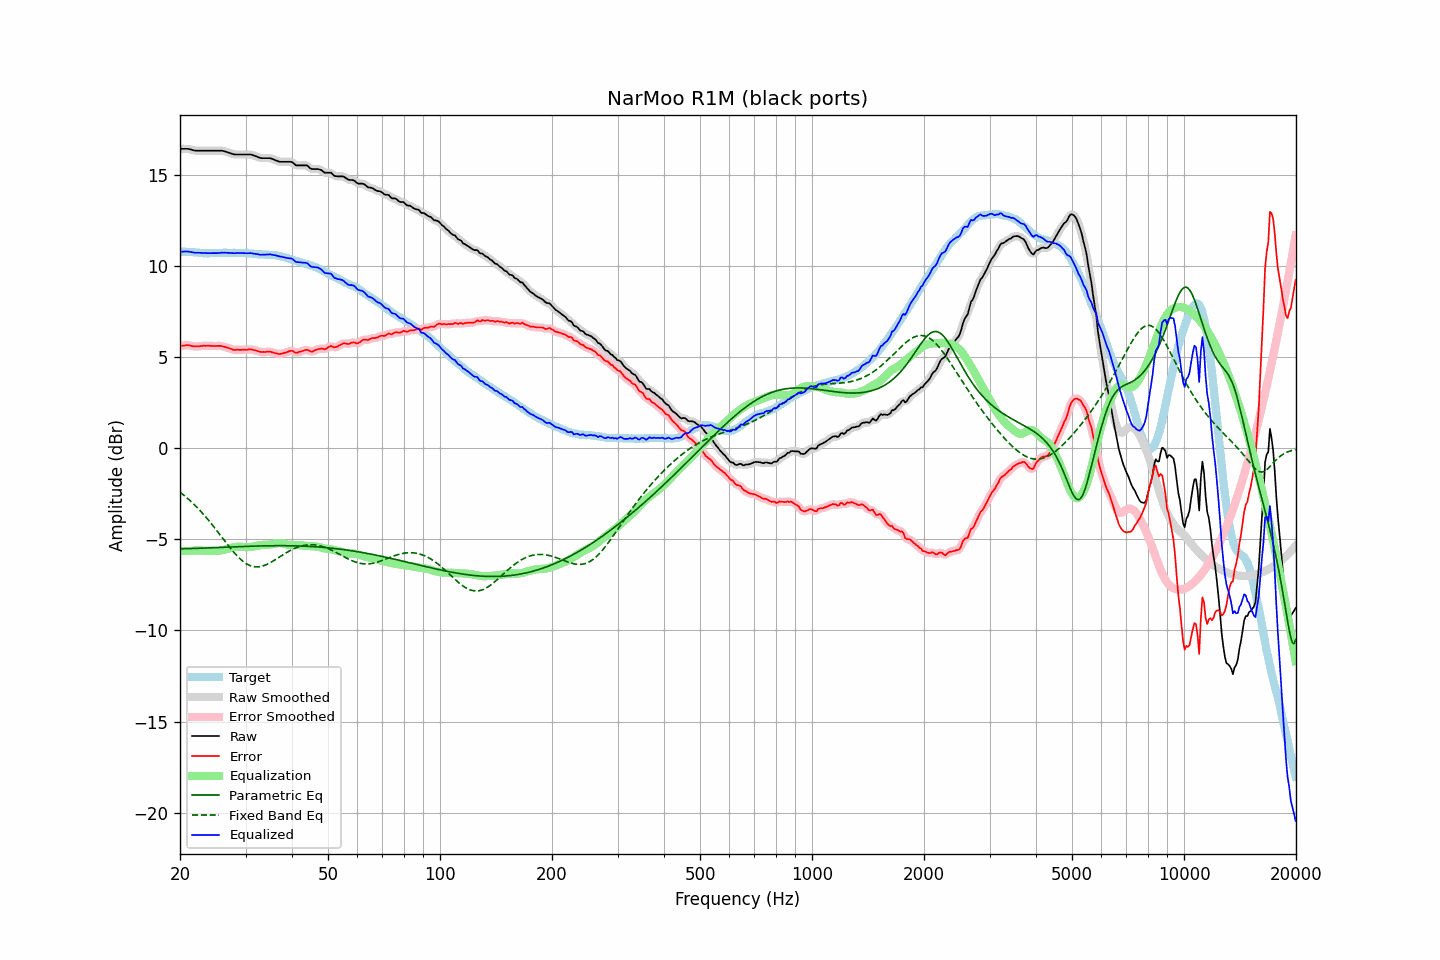 NarMoo R1M (black ports)
Amplitude (dBr)
15
10
5
0
−5
−10
−15
−20
Target
Raw Smoothed
Error Smoothed
Raw
Error
Equalization
Parametric Eq
Fixed Band Eq
Equalized
20
50
100
200
500
1000
2000
5000
10000
20000
Frequency (Hz)